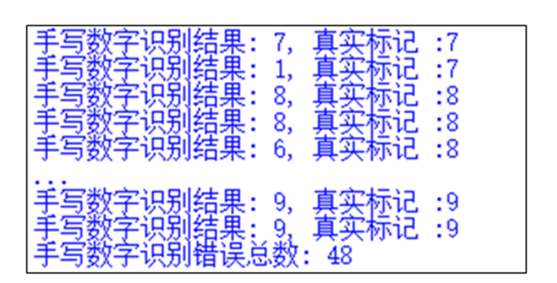 手写数字识别结果: 7, 真实标记 :7
手写数字识别结果: 1, 真实标记 :7
手写数字识别结果: 8, 真实标记 :8
手写数字识别结果: 8, 真实标记 :8
手写数字识别结果: 6, 真实标记 :8
...
手写数字识别结果: 9, 真实标记 :9
手写数字识别结果: 9, 真实标记 :9
手写数字识别错误总数: 48